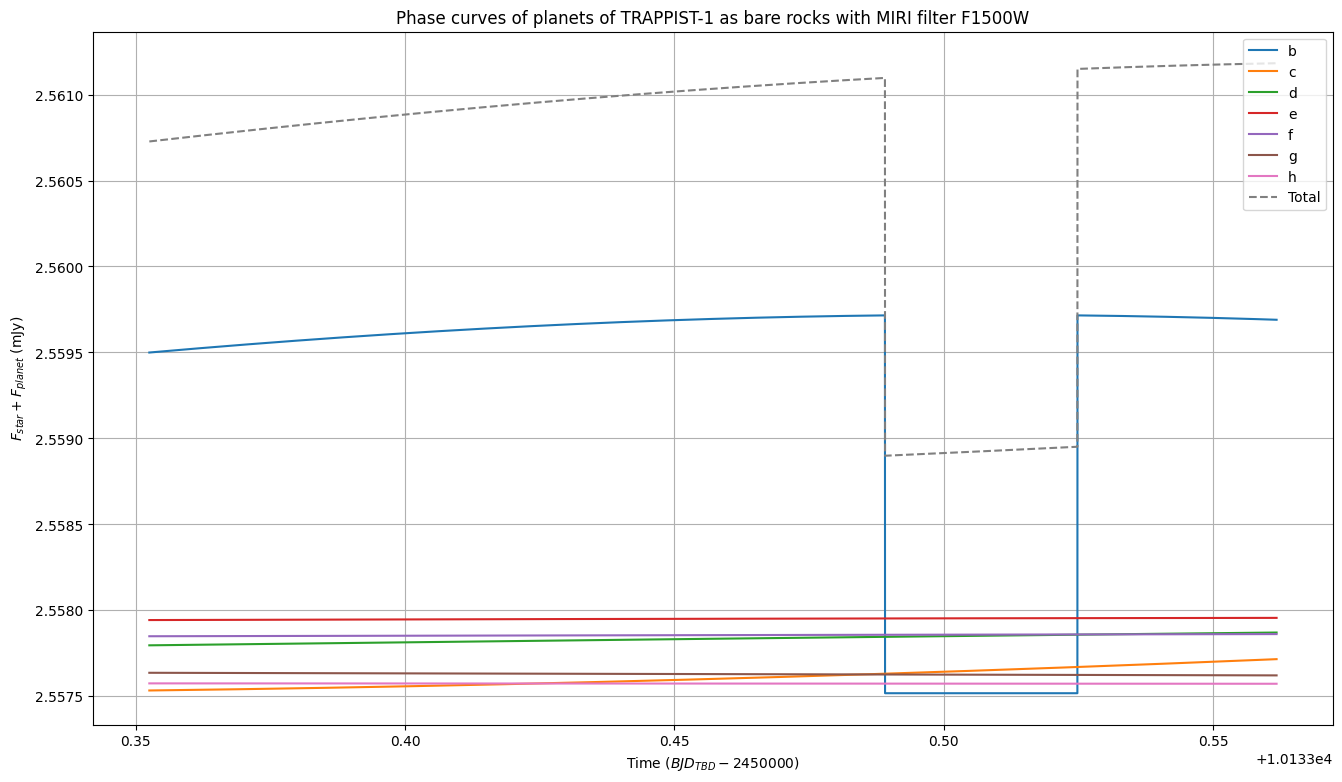 Phase curves of planets of TRAPPIST-1 as bare rocks with MIRI filter F1500W
b
c
d
e
f
g
h
Total
2.5610
2.5605
2.5600
2.5595
2.5590
2.5585
2.5580
2.5575
F_{star} + F_{planet} (mJy)
0.35
0.40
0.45
0.50
0.55
+1.0133e4
Time (BJD_{TBD} − 2450000)